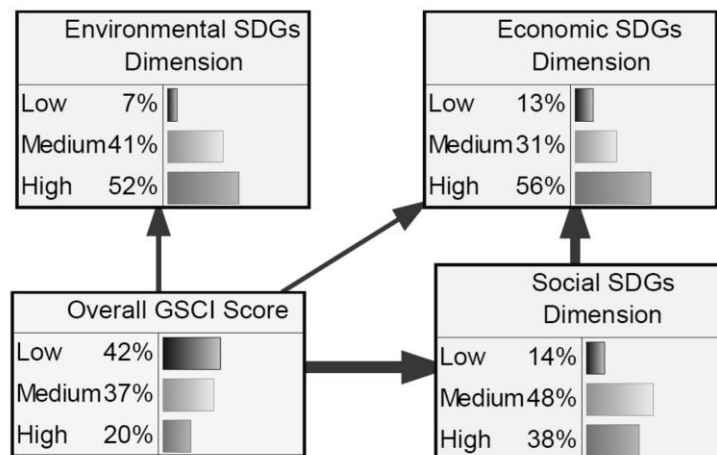 Environmental SDGs
Dimension
Low 7%
Medium 41%
High 52%
Economic SDGs
Dimension
Low 13%
Medium 31%
High 56%
Overall GSCI Score
Low 42%
Medium 37%
High 20%
Social SDGs
Dimension
Low 14%
Medium 48%
High 38%